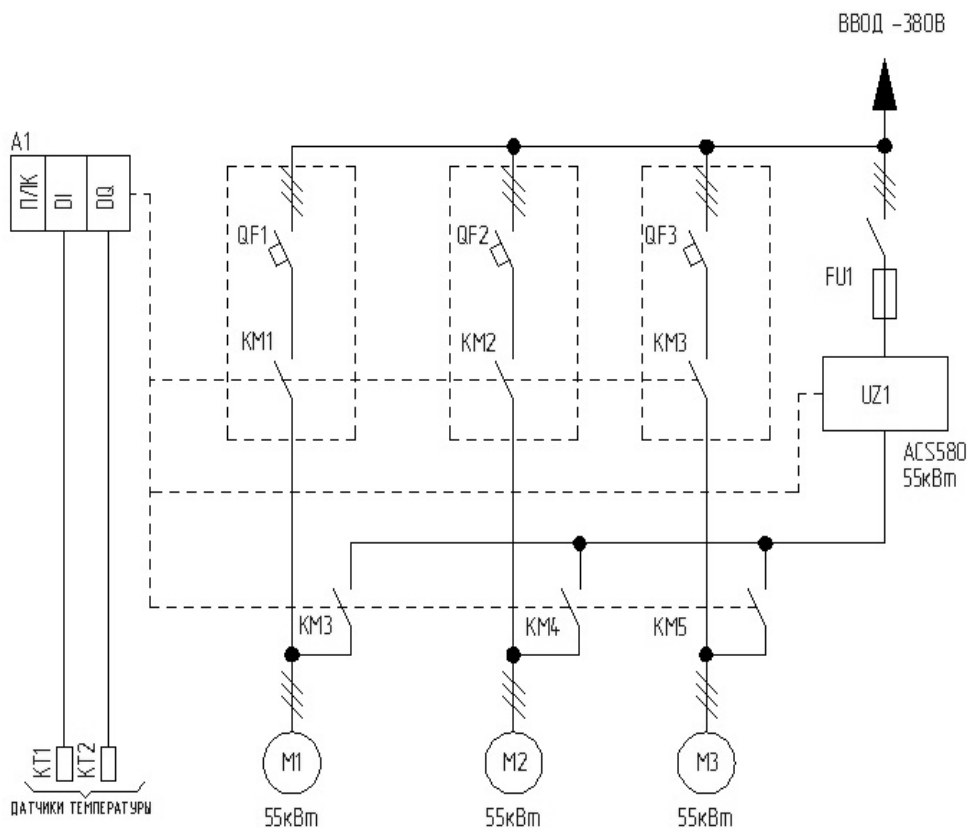 ВВОД ~380В
А1
ПЛК
DI
DQ
QF1
QF2
QF3
FU1
КМ1
КМ2
КМ3
UZ1
ACS580
55кВт
КМ3
КМ4
КМ5
КТ1
КТ2
М1
М2
М3
ДАТЧИКИ ТЕМПЕРАТУРЫ
55кВт
55кВт
55кВт